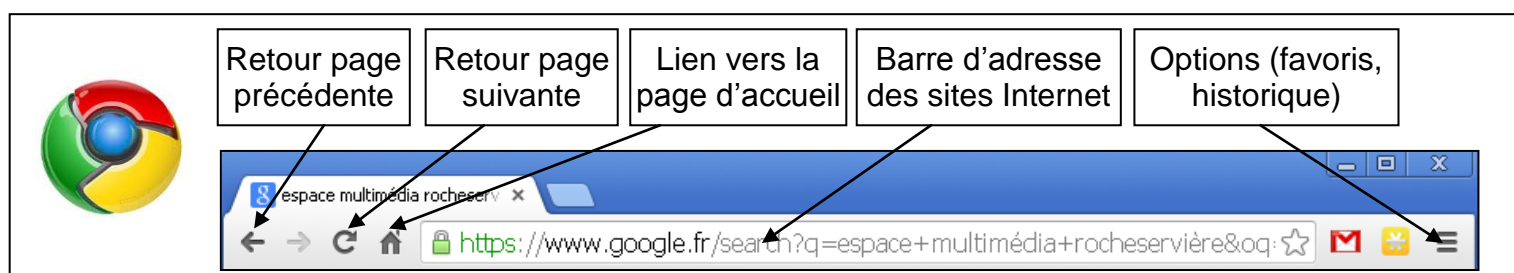 Retour page
précédente
Retour page
suivante
Lien vers la
page d'accueil
Barre d'adresse
des sites Internet
Options (favoris,
historique)
8 espace multimédia rocheserv
https://www.google.fr/search?q=espace+multimédia+rocheservière&oq